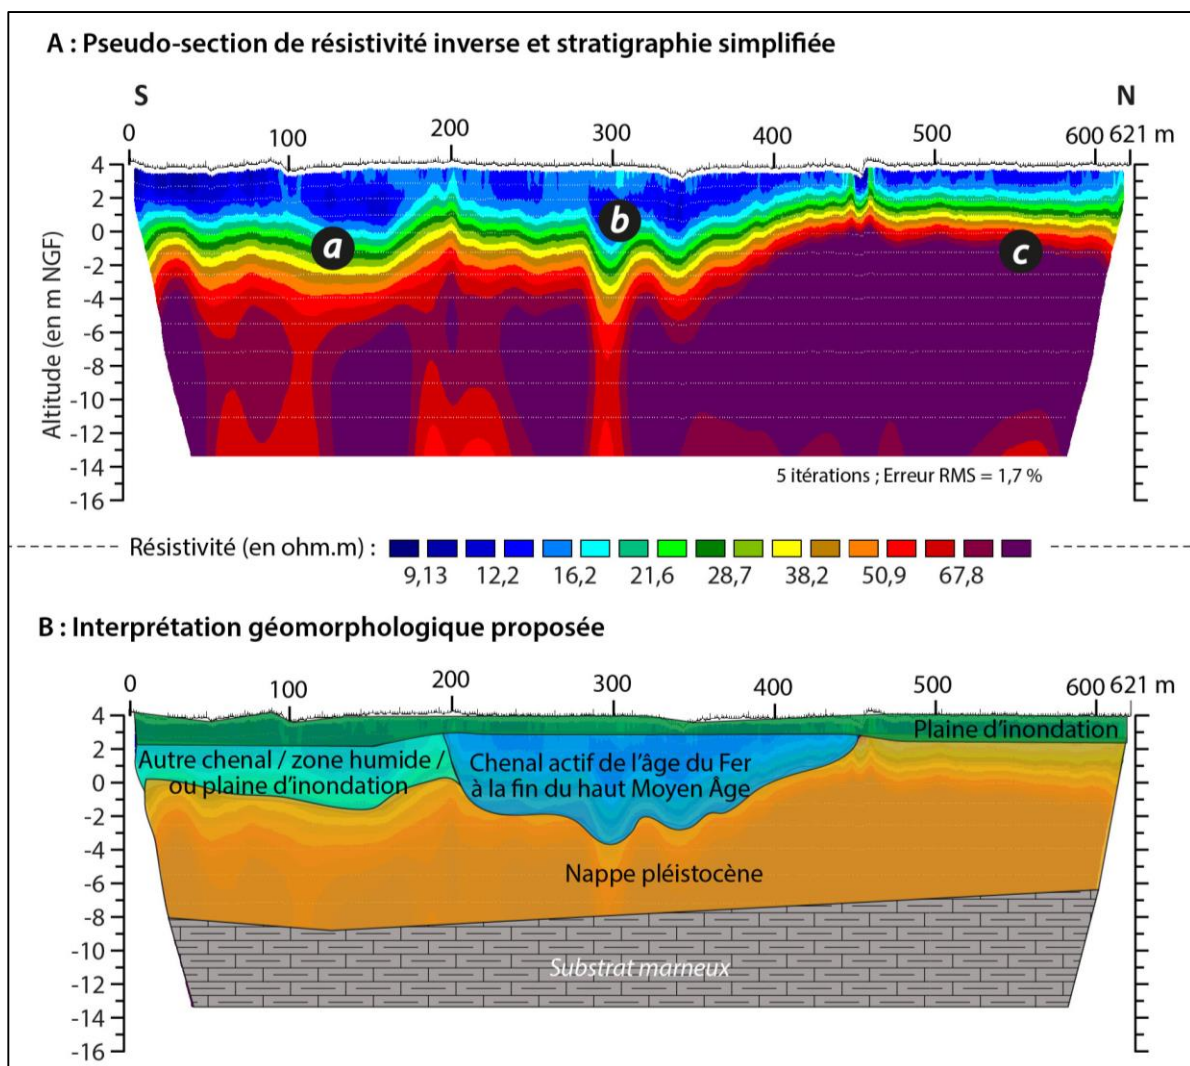 A : Pseudo-section de résistivité inverse et stratigraphie simplifiée
S N
0 100 200 300 400 500 600 621 m
Altitude (en m NGF)
4
2
0
-2
-4
-6
-8
-10
-12
-14
-16
a
b
c
5 itérations ; Erreur RMS = 1,7 %
Résistivité (en ohm.m) :
9,13 12,2 16,2 21,6 28,7 38,2 50,9 67,8
B : Interprétation géomorphologique proposée
0 100 200 300 400 500 600 621 m
4
2
0
-2
-4
-6
-8
-10
-12
-14
-16
Plaine d'inondation
Autre chenal / zone humide /
ou plaine d'inondation
Chenal actif de l'âge du Fer
à la fin du haut Moyen Âge
Nappe pléistocène
Substrat marneux